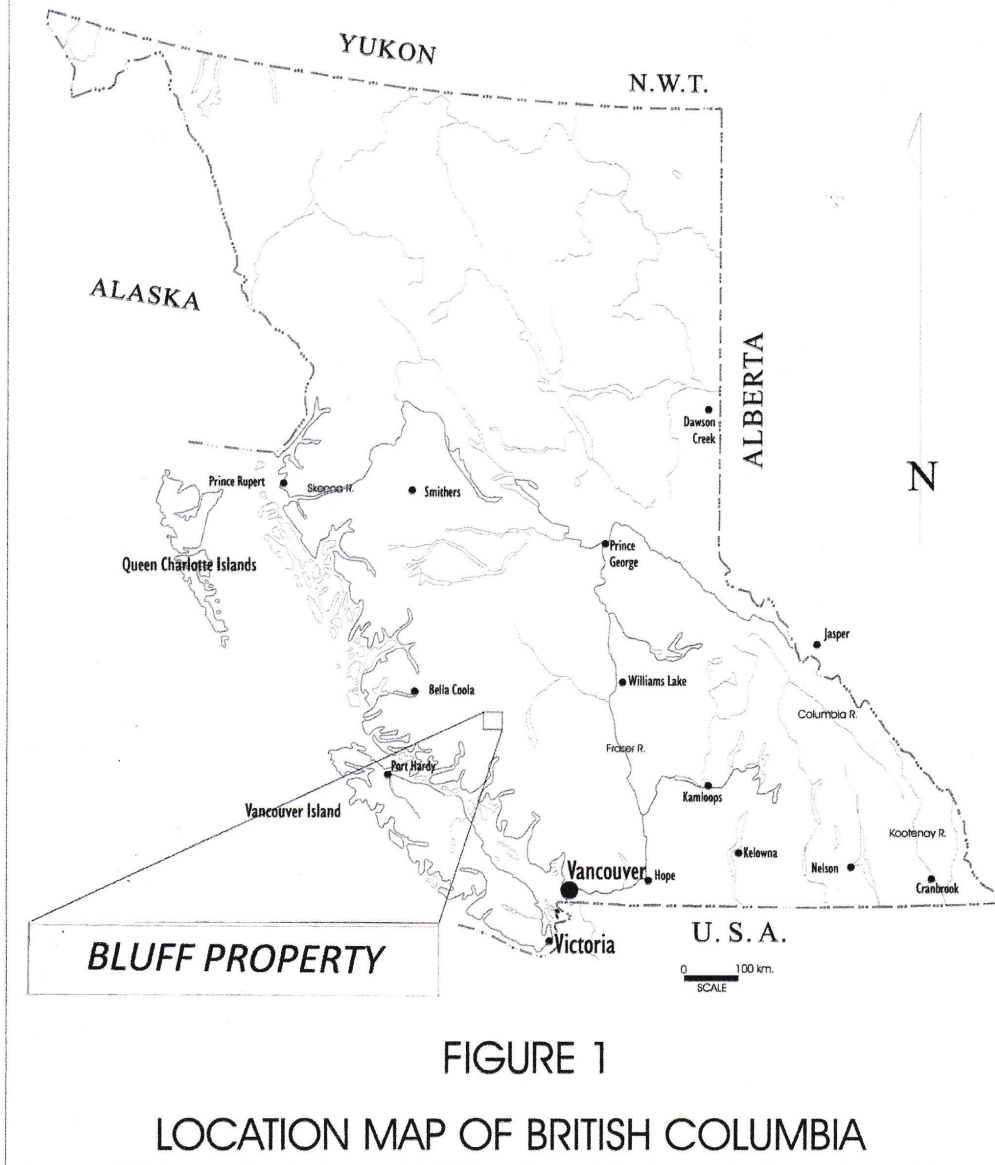 YUKON
N.W.T.
ALASKA
ALBERTA
Dawson
Creek
N
Prince Rupert
Skeena R.
Smithers
Queen Charlotte Islands
Prince
George
Jasper
Bella Coola
Williams Lake
Columbia R.
Fraser R.
Port Hardy
Kamloops
Vancouver Island
Kootenay R.
Kelowna
Nelson
Vancouver
Hope
Cranbrook
BLUFF PROPERTY
Victoria
U. S. A.
0 100 km.
SCALE
FIGURE 1
LOCATION MAP OF BRITISH COLUMBIA